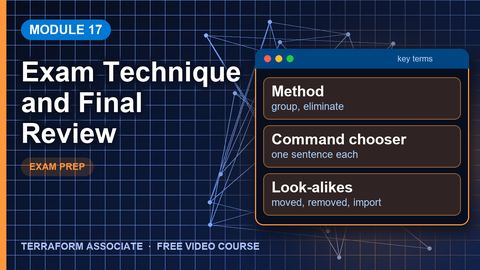 MODULE 17
Exam Technique
and Final
Review
EXAM PREP
key terms
Method
group, eliminate
Command chooser
one sentence each
Look-alikes
moved, removed, import
TERRAFORM ASSOCIATE · FREE VIDEO COURSE